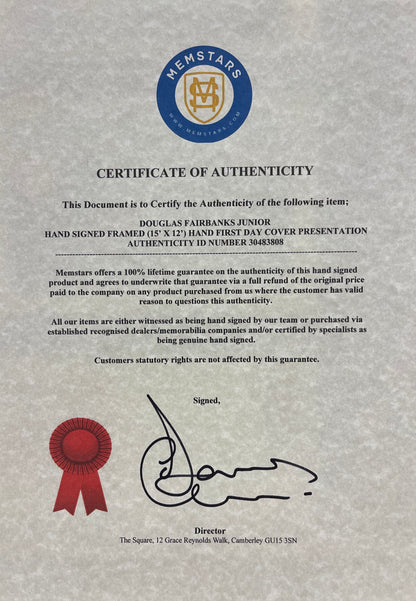 MEMSTARS
MS
WWW.MEMSTARS.COM
CERTIFICATE OF AUTHENTICITY
This Document is to Certify the Authenticity of the following item;
DOUGLAS FAIRBANKS JUNIOR
HAND SIGNED FRAMED (15' X 12') HAND FIRST DAY COVER PRESENTATION
AUTHENTICITY ID NUMBER 30483808
Memstars offers a 100% lifetime guarantee on the authenticity of this hand signed
product and agrees to underwrite that guarantee via a full refund of the original price
paid to the company on any product purchased from us where the customer has valid
reason to questions this authenticity.
All our items are either witnessed as being hand signed by our team or purchased via
established recognised dealers/memorabilia companies and/or certified by specialists as
being genuine hand signed.
Customers statutory rights are not affected by this guarantee.
Signed,
Director
The Square, 12 Grace Reynolds Walk, Camberley GU15 3SN